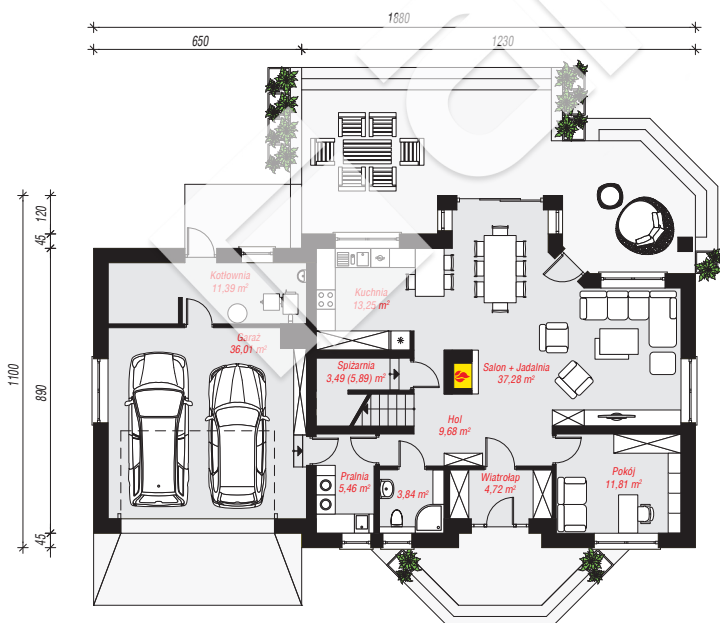 1880
650
1230
120
45
1100
890
45
Kotłownia
11,39 m²
Kuchnia
13,25 m²
Garaż
36,01 m²
Spiżarnia
3,49 (5,89) m²
Salon + Jadalnia
37,28 m²
Hol
9,68 m²
Pralnia
5,46 m²
3,84 m²
Wiatrołap
4,72 m²
Pokój
11,81 m²